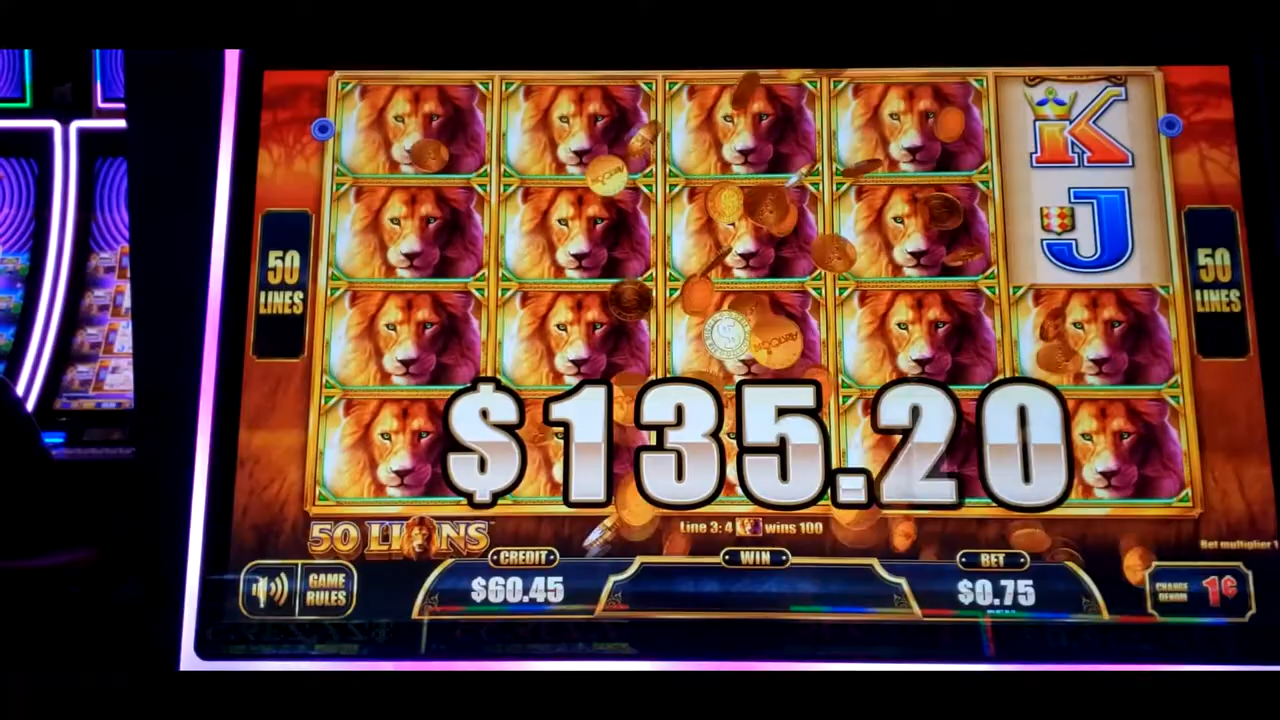 K
J
50
LINES
50
LINES
$135.20
50 LIONS
Line 3: 4 wins 100
Bet multiplier 1
CREDIT
WIN
BET
GAME
RULES
$60.45
$0.75
CHANGE
DENOM
1¢